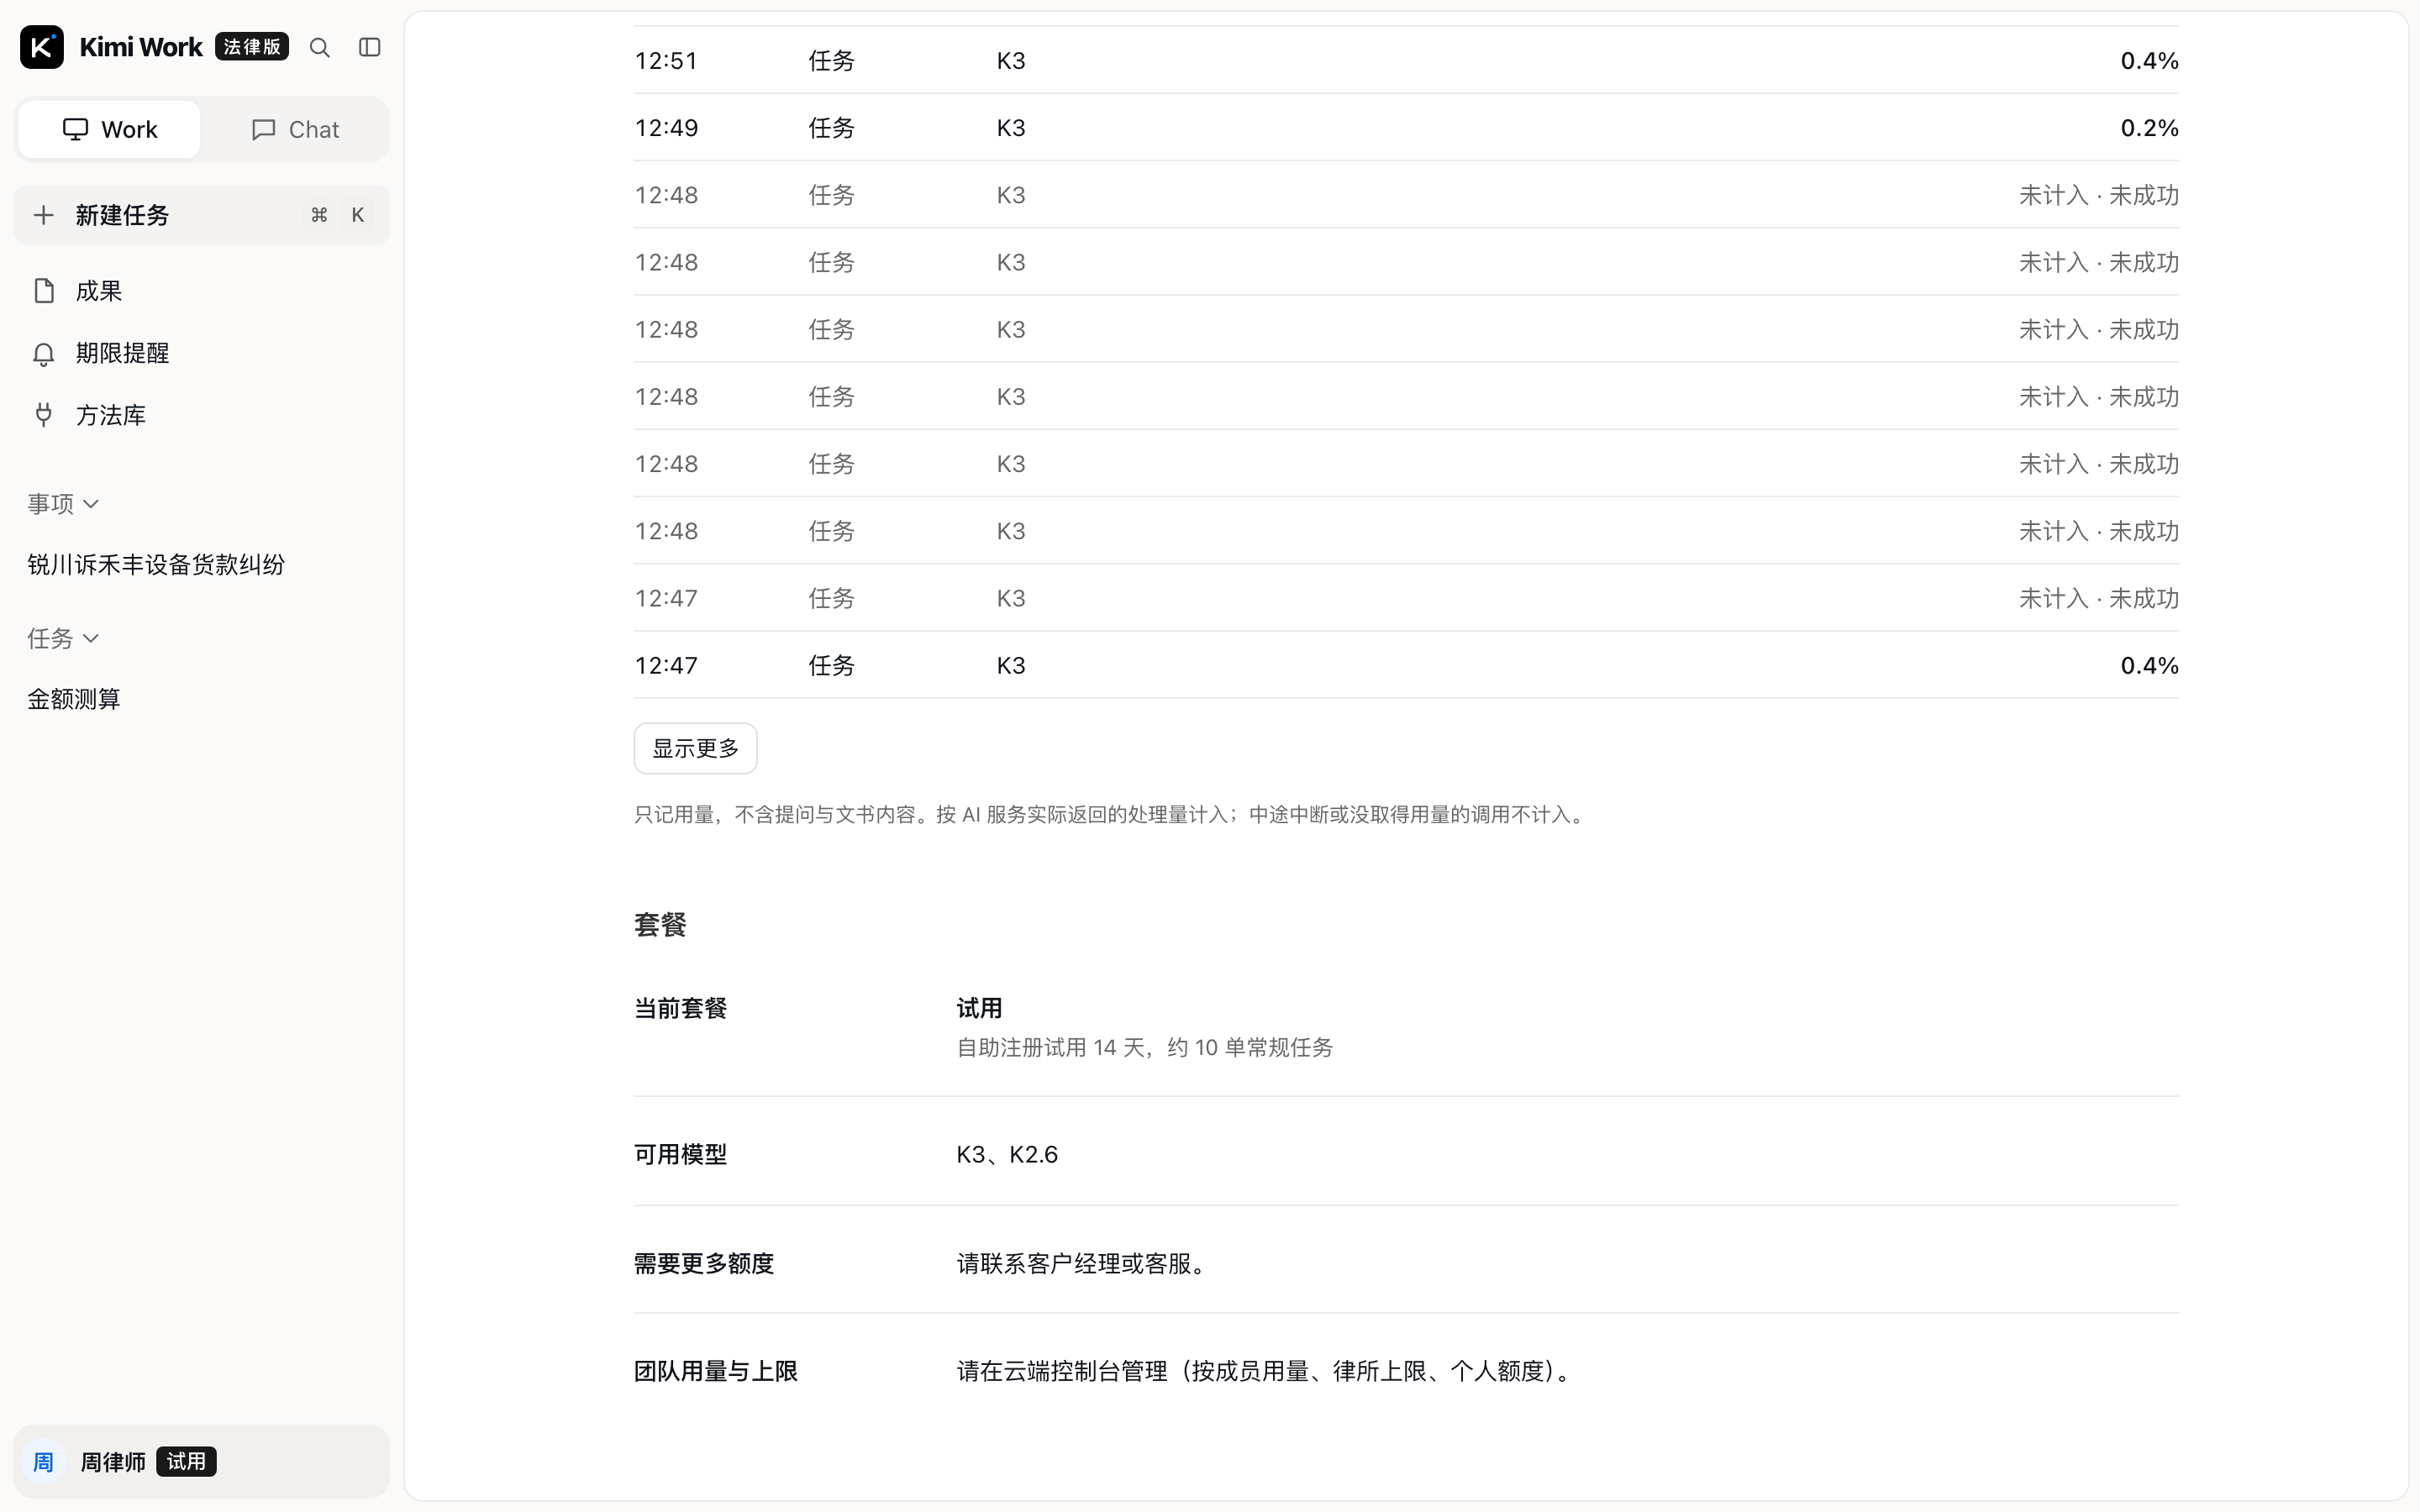 Kimi Work 法律版
Work Chat
新建任务 ⌘ K
成果
期限提醒
方法库
事项
锐川诉禾丰设备货款纠纷
任务
金额测算
周 周律师 试用
12:51 任务 K3 0.4%
12:49 任务 K3 0.2%
12:48 任务 K3 未计入 · 未成功
12:48 任务 K3 未计入 · 未成功
12:48 任务 K3 未计入 · 未成功
12:48 任务 K3 未计入 · 未成功
12:48 任务 K3 未计入 · 未成功
12:48 任务 K3 未计入 · 未成功
12:47 任务 K3 未计入 · 未成功
12:47 任务 K3 0.4%
显示更多
只记用量，不含提问与文书内容。按 AI 服务实际返回的处理量计入；中途中断或没取得用量的调用不计入。
套餐
当前套餐 试用
自助注册试用 14 天，约 10 单常规任务
可用模型 K3、K2.6
需要更多额度 请联系客户经理或客服。
团队用量与上限 请在云端控制台管理（按成员用量、律所上限、个人额度）。